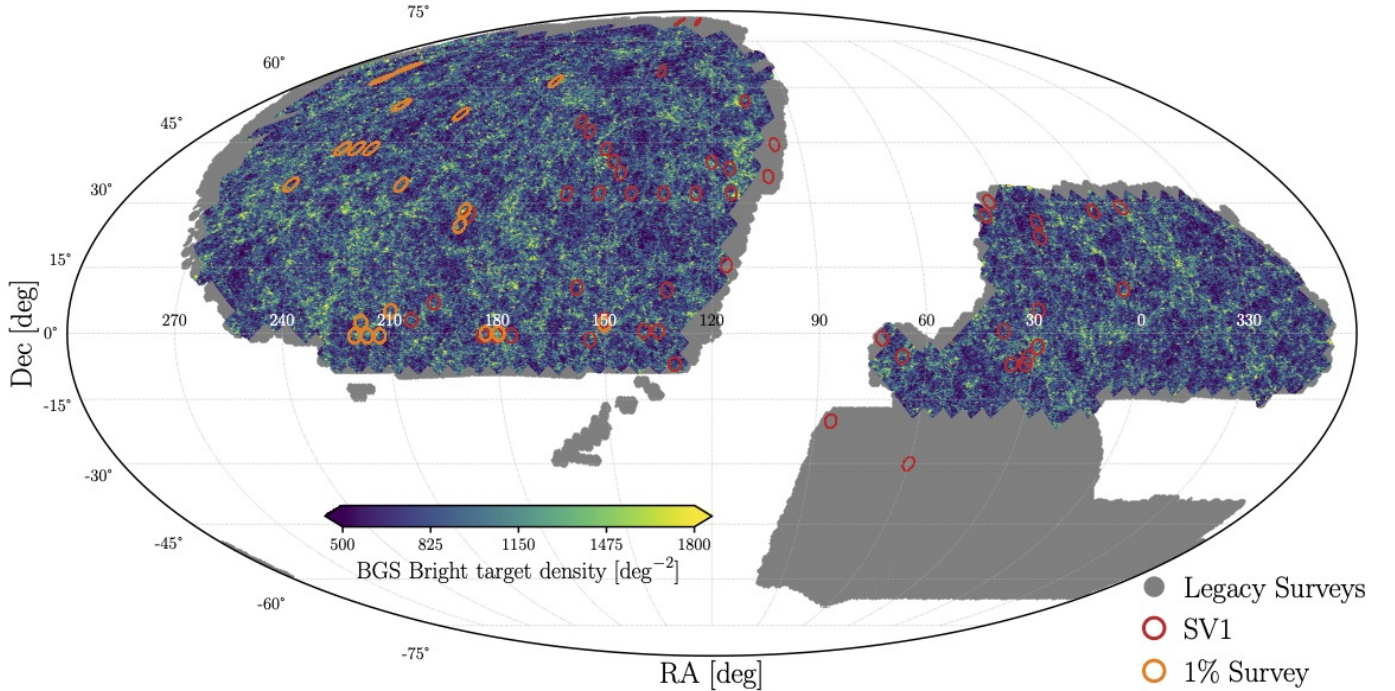 75°
60°
45°
30°
15°
270 240 210 180 150 120 90 60 30 0 330
0°
Dec [deg]
-15°
-30°
-45°
-60°
-75°
500 825 1150 1475 1800
BGS Bright target density [deg⁻²]
Legacy Surveys
SV1
1% Survey
RA [deg]